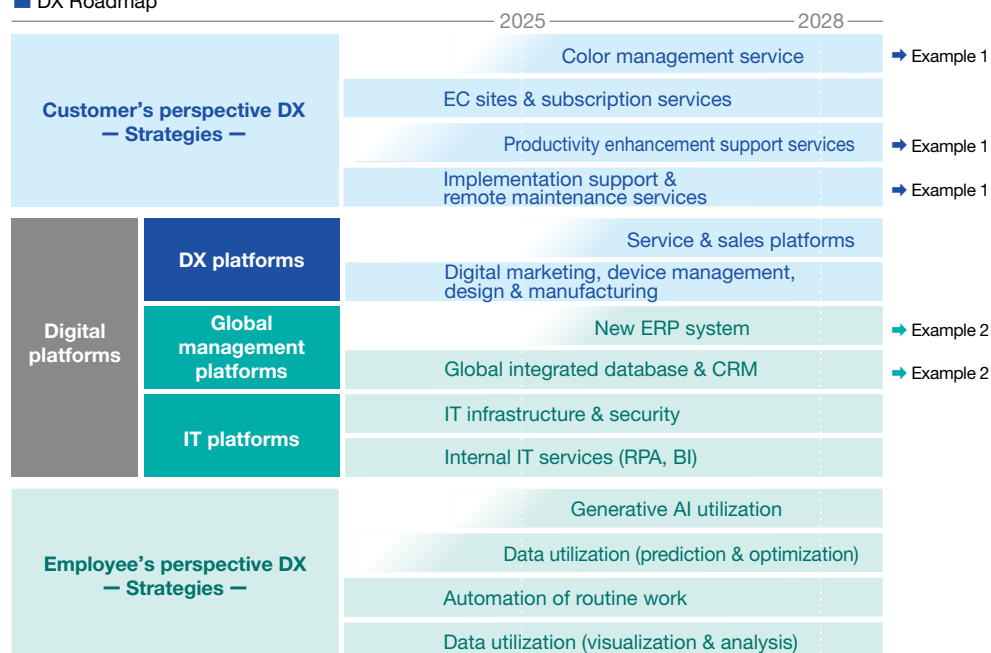 DX Roadmap
2025
2028
Customer’s perspective DX
— Strategies —
Color management service
➡ Example 1
EC sites & subscription services
Productivity enhancement support services
➡ Example 1
Implementation support &
remote maintenance services
➡ Example 1
Digital
platforms
DX platforms
Service & sales platforms
Digital marketing, device management,
design & manufacturing
Global
management
platforms
New ERP system
➡ Example 2
Global integrated database & CRM
➡ Example 2
IT platforms
IT infrastructure & security
Internal IT services (RPA, BI)
Employee’s perspective DX
— Strategies —
Generative AI utilization
Data utilization (prediction & optimization)
Automation of routine work
Data utilization (visualization & analysis)